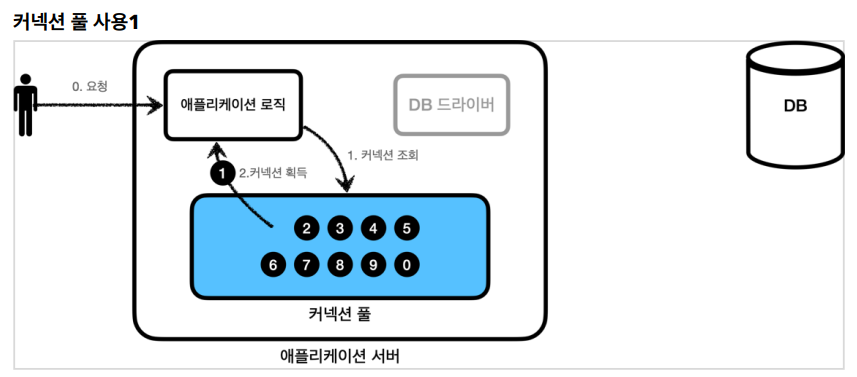 커넥션 풀 사용1
0. 요청
애플리케이션 로직
DB 드라이버
DB
1. 커넥션 조회
1 2.커넥션 획득
2 3 4 5
6 7 8 9 0
커넥션 풀
애플리케이션 서버